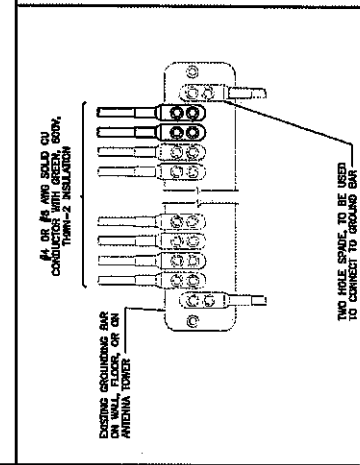 #4 OR #6 AWG SOLID CU
CONDUCTOR WITH GREEN, 600V,
THWN-2 INSULATION
EXISTING GROUNDING BAR
ON WALL, FLOOR, OR ON
ANTENNA TOWER
TWO HOLE SPADE, TO BE USED
TO CONNECT TO GROUND BAR